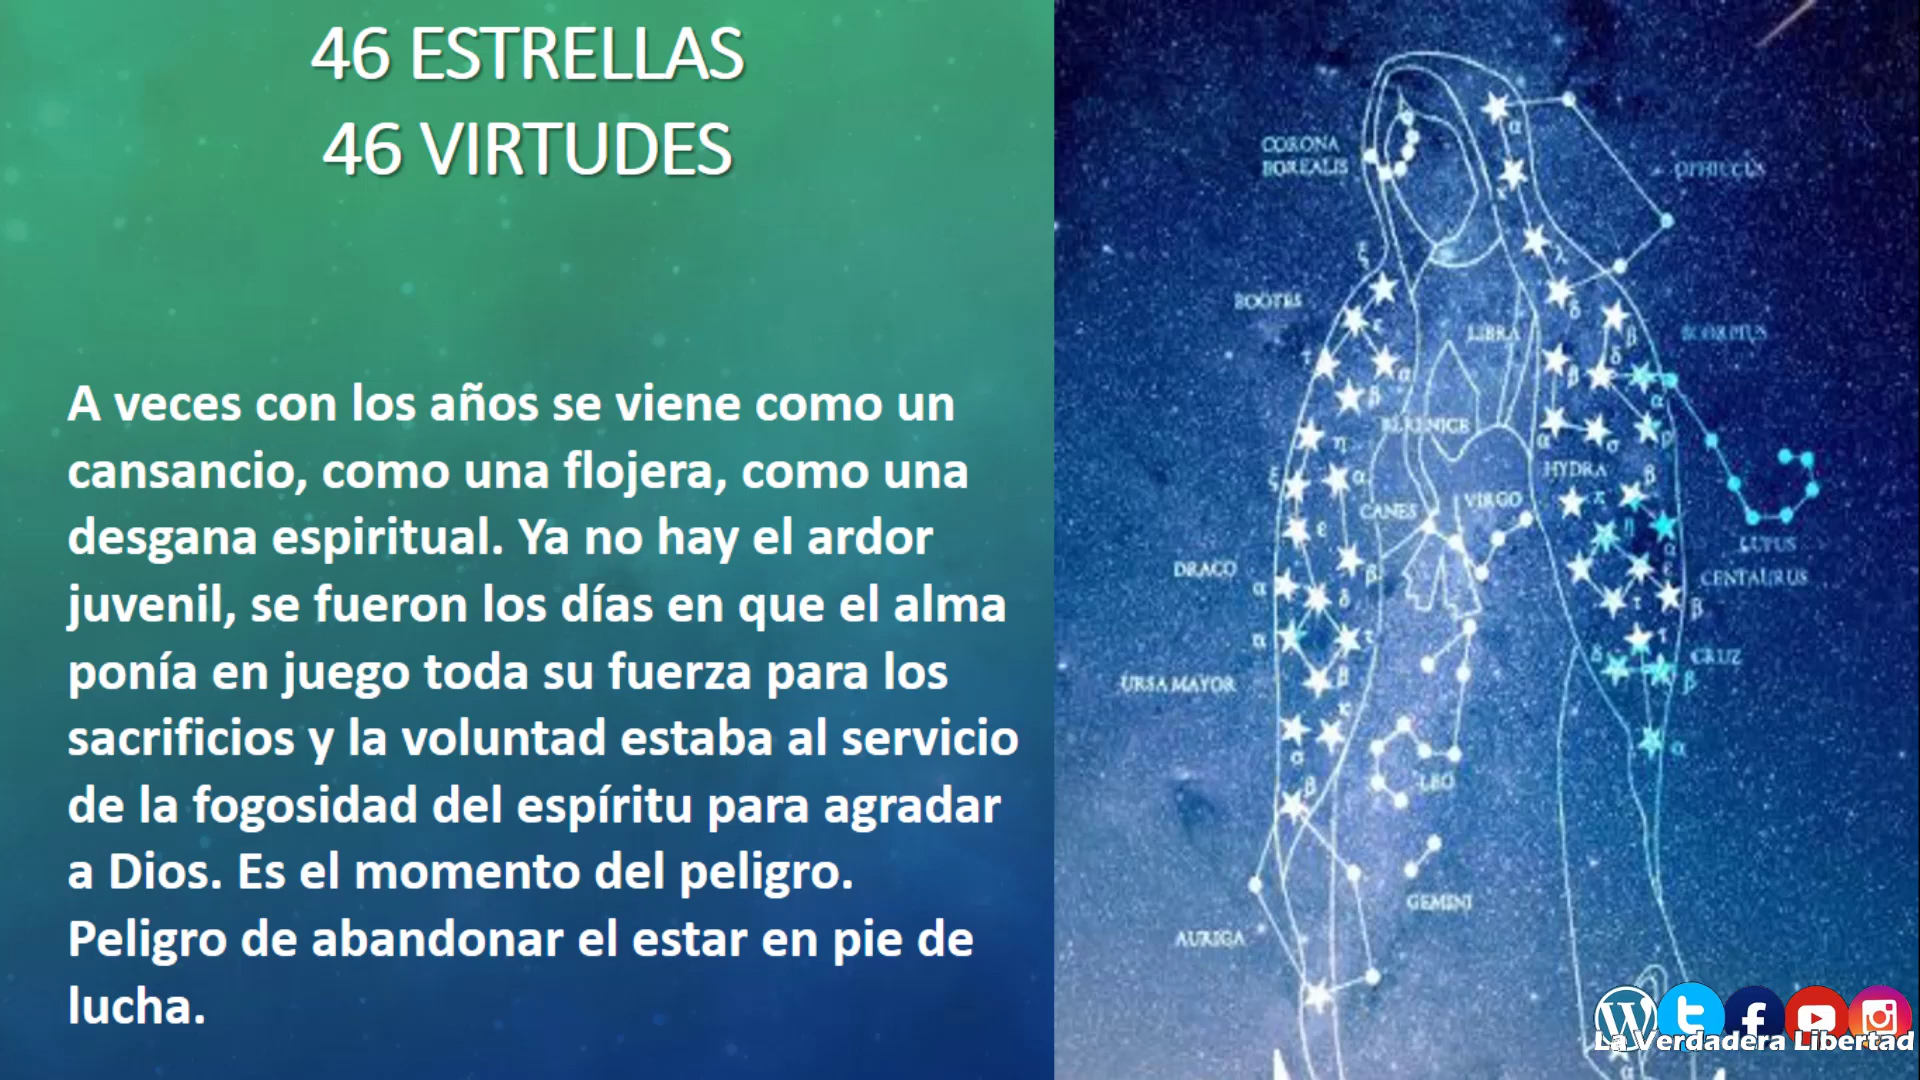 46 ESTRELLAS
46 VIRTUDES
A veces con los años se viene como un
cansancio, como una flojera, como una
desgana espiritual. Ya no hay el ardor
juvenil, se fueron los días en que el alma
ponía en juego toda su fuerza para los
sacrificios y la voluntad estaba al servicio
de la fogosidad del espíritu para agradar
a Dios. Es el momento del peligro.
Peligro de abandonar el estar en pie de
lucha.
CORONA
BOREALIS
OPHIUCUS
BOOTES
LIBRA
SCORPIUS
BERENICE
HYDRA
CANES
VIRGO
LUPUS
DRACO
CENTAURUS
CRUZ
URSA MAYOR
LEO
GEMINI
AURIGA
La Verdadera Libertad